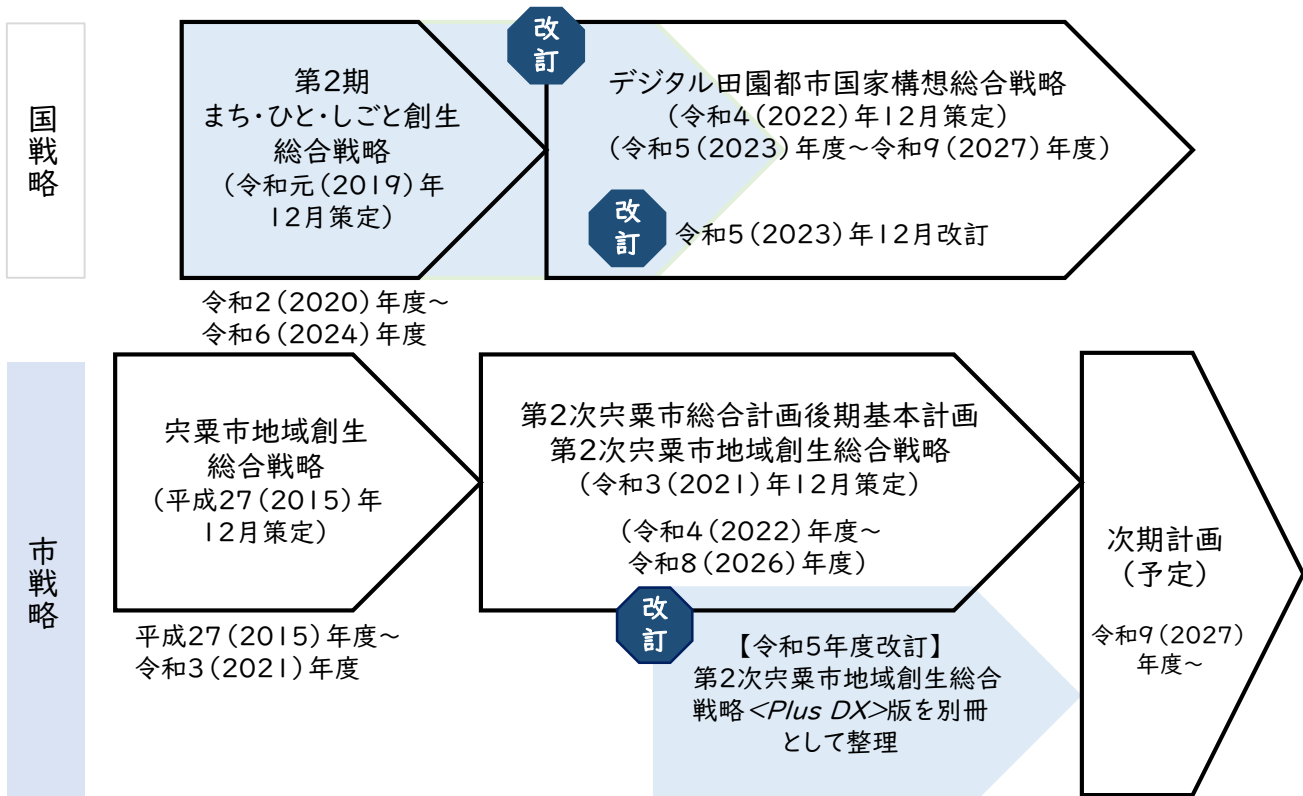 国戦略
第2期
まち・ひと・しごと創生
総合戦略
(令和元(2019)年
12月策定)
令和2(2020)年度～
令和6(2024)年度
改訂
デジタル田園都市国家構想総合戦略
(令和4(2022)年12月策定)
(令和5(2023)年度～令和9(2027)年度)
改訂
令和5(2023)年12月改訂
市戦略
宍粟市地域創生
総合戦略
(平成27(2015)年
12月策定)
平成27(2015)年度～
令和3(2021)年度
第2次宍粟市総合計画後期基本計画
第2次宍粟市地域創生総合戦略
(令和3(2021)年12月策定)
(令和4(2022)年度～
令和8(2026)年度)
改訂
【令和5年度改訂】
第2次宍粟市地域創生総合
戦略<Plus DX>版を別冊
として整理
次期計画
(予定)
令和9(2027)
年度～